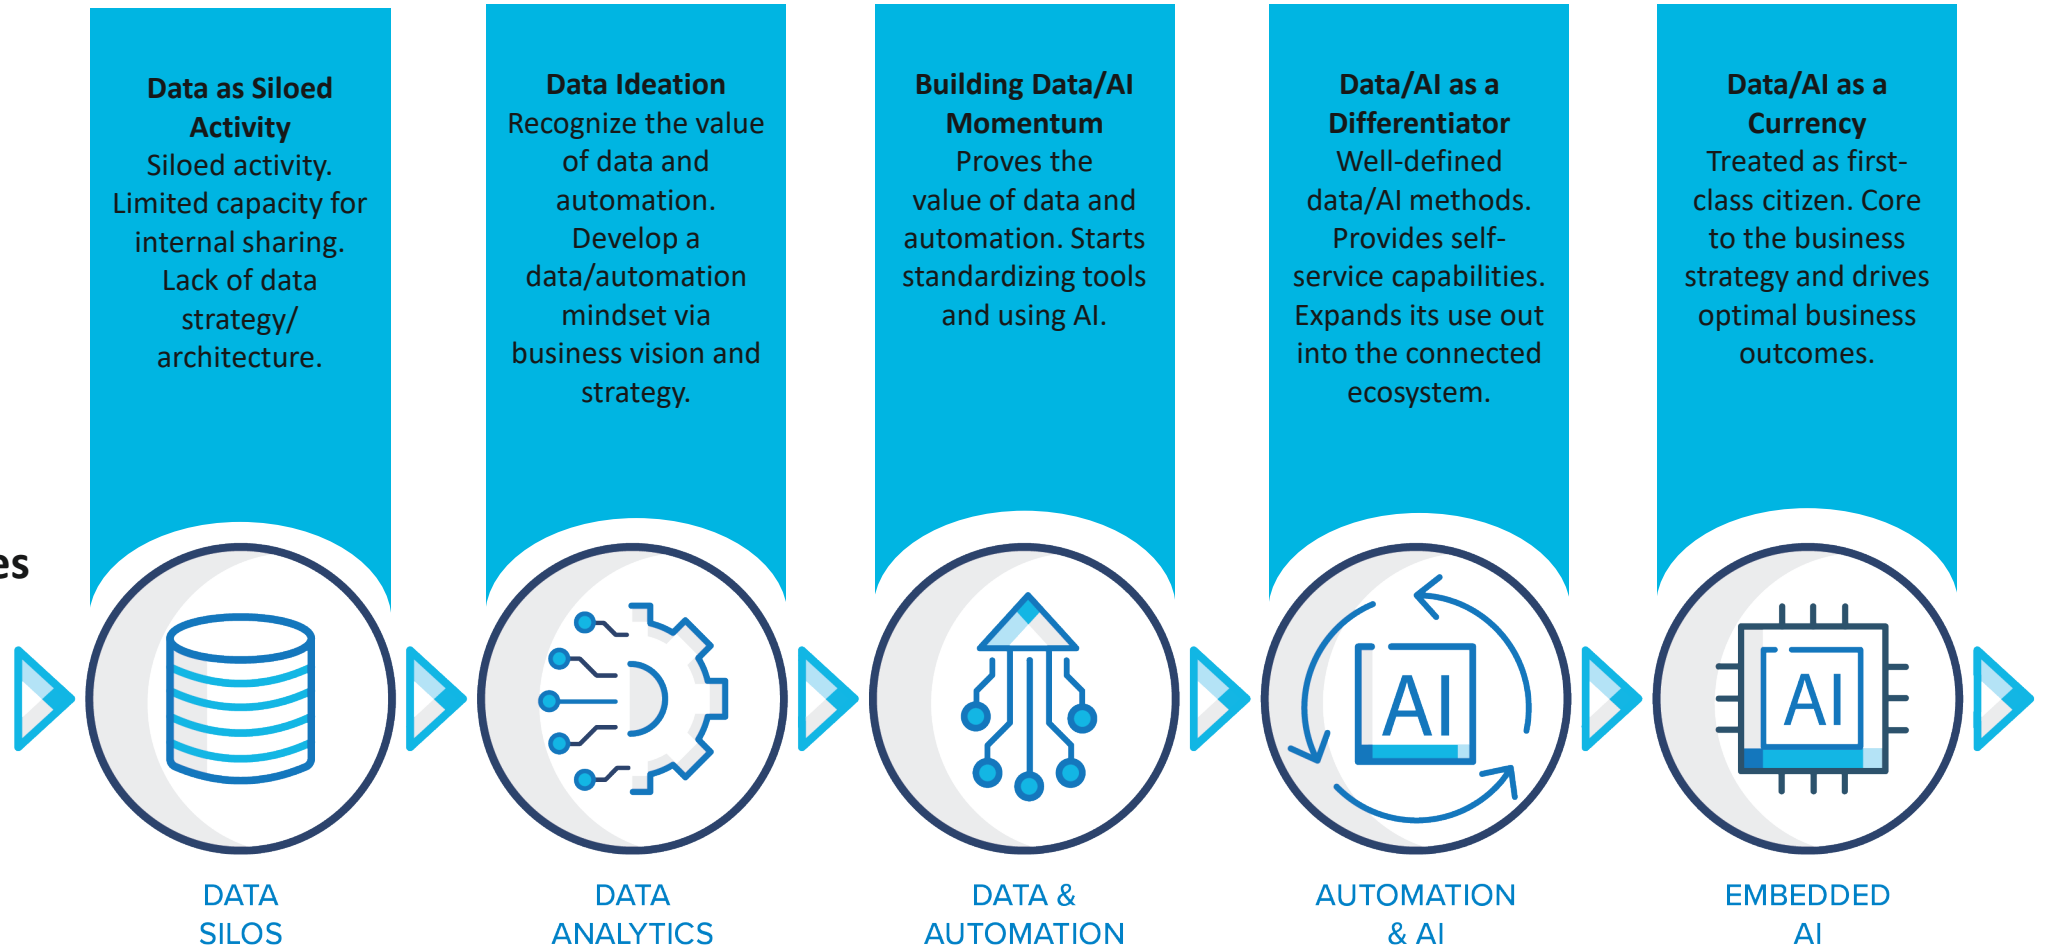 Data as Siloed
Activity
Siloed activity.
Limited capacity for
internal sharing.
Lack of data
strategy/
architecture.
Data Ideation
Recognize the value
of data and
automation.
Develop a
data/automation
mindset via
business vision and
strategy.
Building Data/AI
Momentum
Proves the
value of data and
automation. Starts
standardizing tools
and using AI.
Data/AI as a
Differentiator
Well-defined
data/AI methods.
Provides self-
service capabilities.
Expands its use out
into the connected
ecosystem.
Data/AI as a
Currency
Treated as first-
class citizen. Core
to the business
strategy and drives
optimal business
outcomes.
es
AI
AI
DATA
SILOS
DATA
ANALYTICS
DATA &
AUTOMATION
AUTOMATION
& AI
EMBEDDED
AI